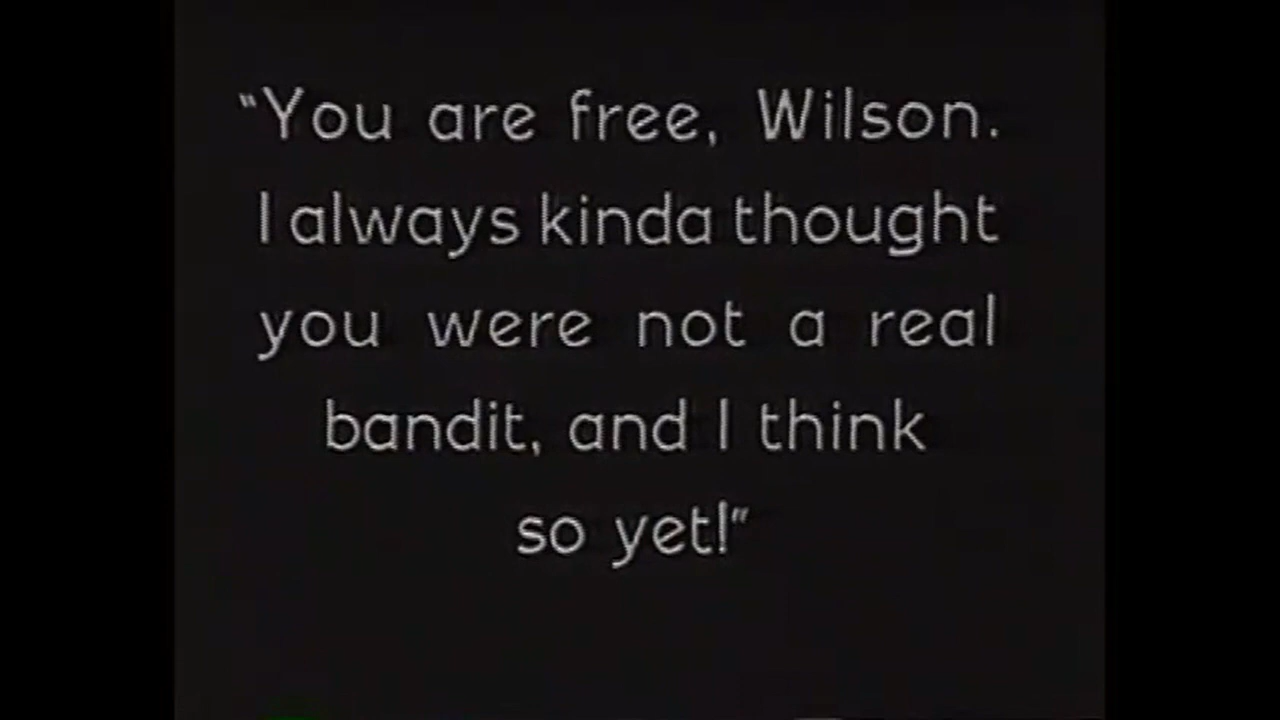 "You are free, Wilson.
I always kinda thought
you were not a real
bandit, and I think
so yet!"